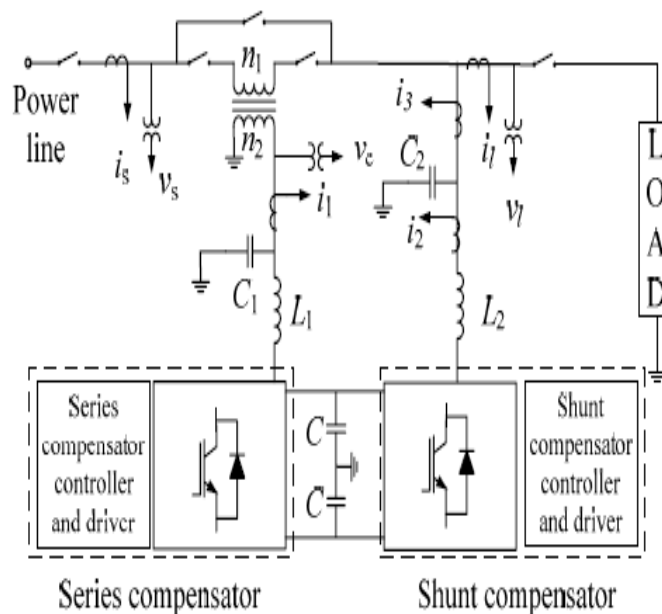 n1
Power
line
is
vs
n2
vc
i1
C1
L1
i3
C2
i2
L2
il
vl
L
O
A
D
Series
compensator
controller
and driver
C
C
Shunt
compensator
controller
and driver
Series compensator
Shunt compensator